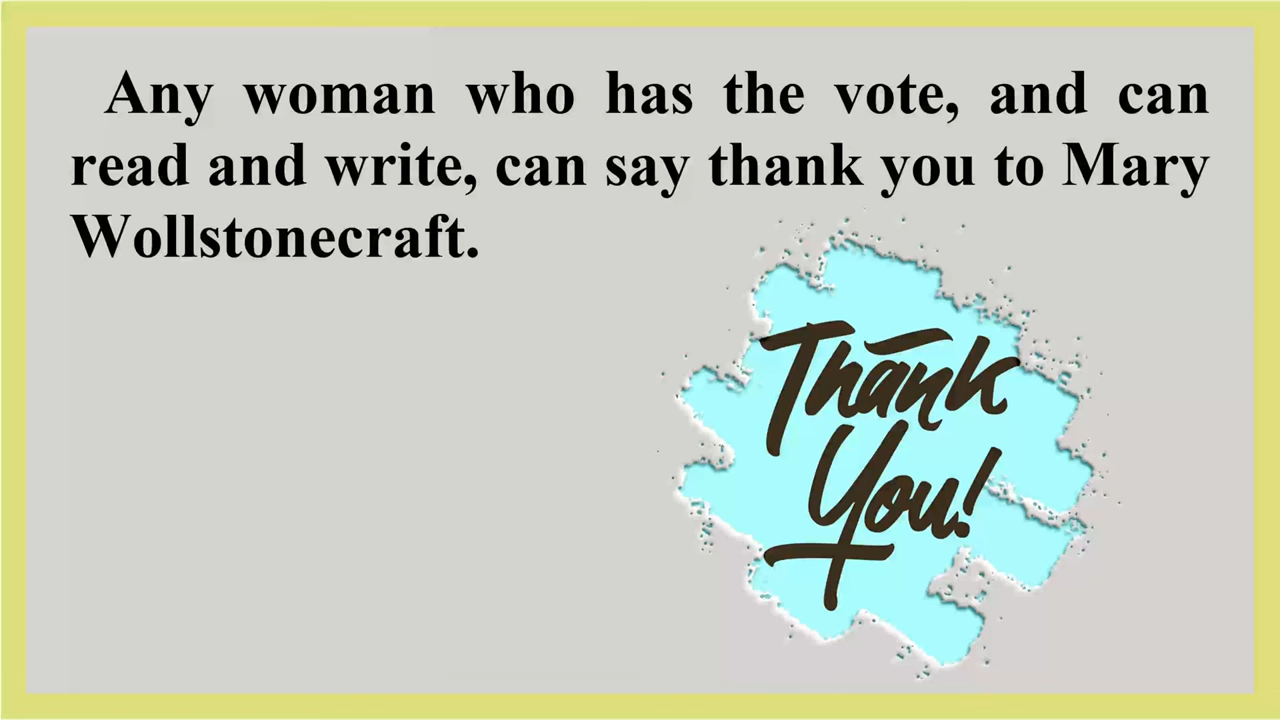 Any woman who has the vote, and can
read and write, can say thank you to Mary
Wollstonecraft.
Thank
You!